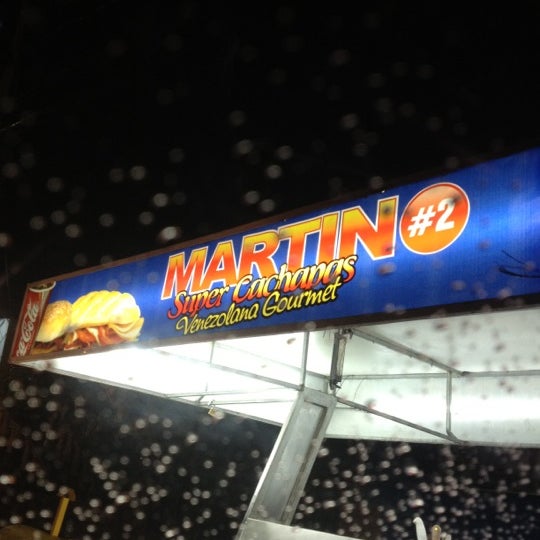 MARTIN #2
Super Cachapas
Venezolana Gourmet